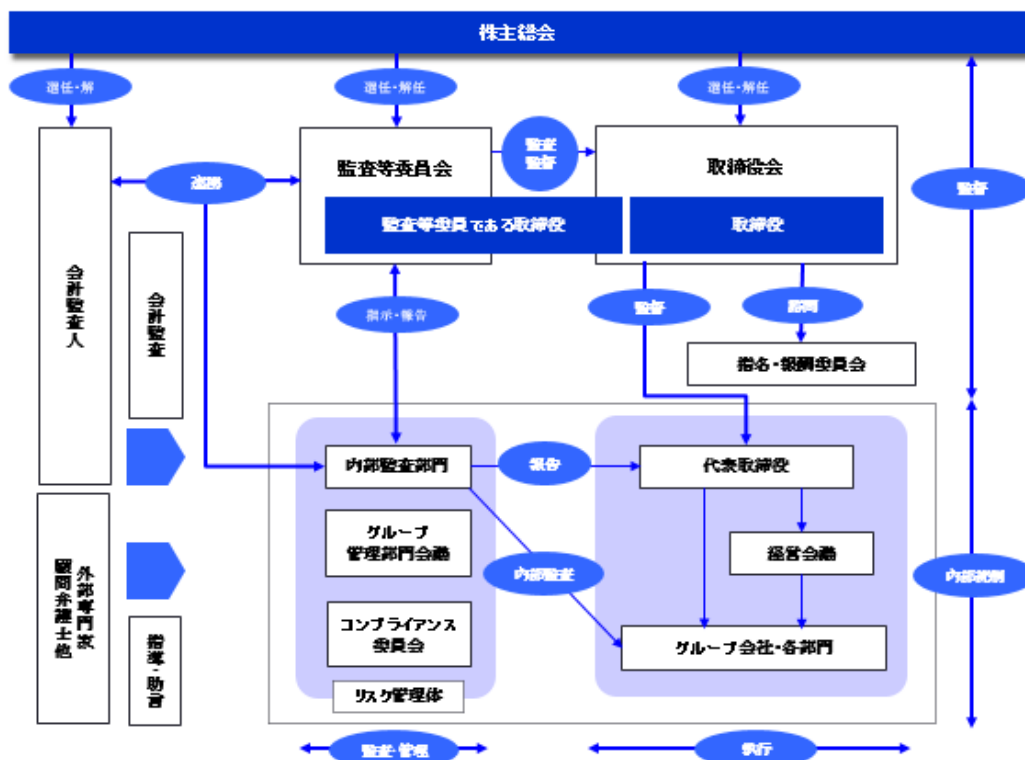 株主総会
選任・解
選任・解任
選任・解任
監査
監督
監査等委員会
取締役会
連携
監督
監査等委員である取締役
取締役
会計監査人
会計監査
指示・報告
監督
諮問
指名・報酬委員会
内部監査部門
報告
代表取締役
グループ
管理部門会議
経営会議
内部監査
内部統制
外部専門家
顧問弁護士他
コンプライアンス
委員会
グループ会社・各部門
指導・助言
リスク管理体
監査・管理
執行